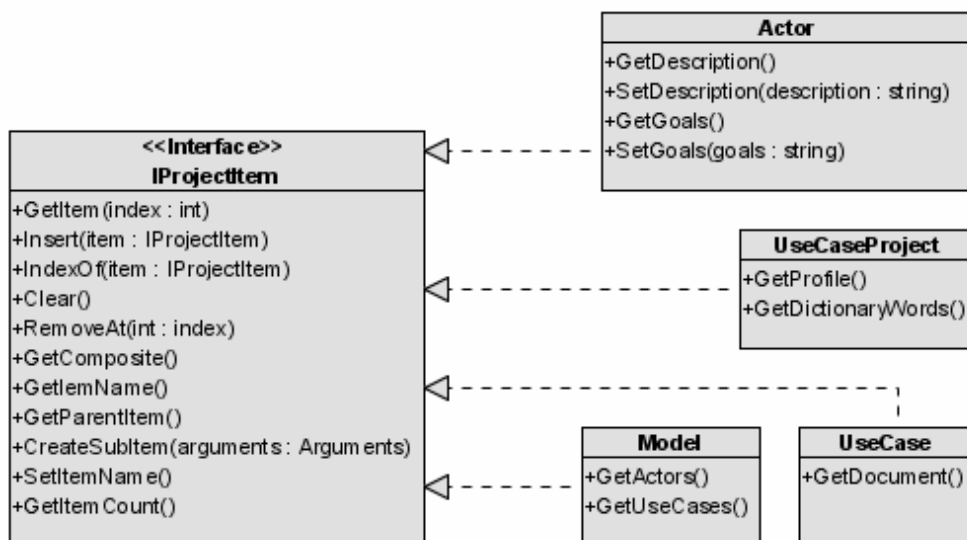 Actor
+GetDescription()
+SetDescription(description : string)
+GetGoals()
+SetGoals(goals : string)
<<Interface>>
IProjectItem
+GetItem(index : int)
+Insert(item : IProjectItem)
+IndexOf(item : IProjectItem)
+Clear()
+RemoveAt(int : index)
+GetComposite()
+GetIemName()
+GetParentItem()
+CreateSubItem(arguments : Arguments)
+SetItemName()
+GetItemCount()
UseCaseProject
+GetProfile()
+GetDictionaryWords()
Model
+GetActors()
+GetUseCases()
UseCase
+GetDocument()